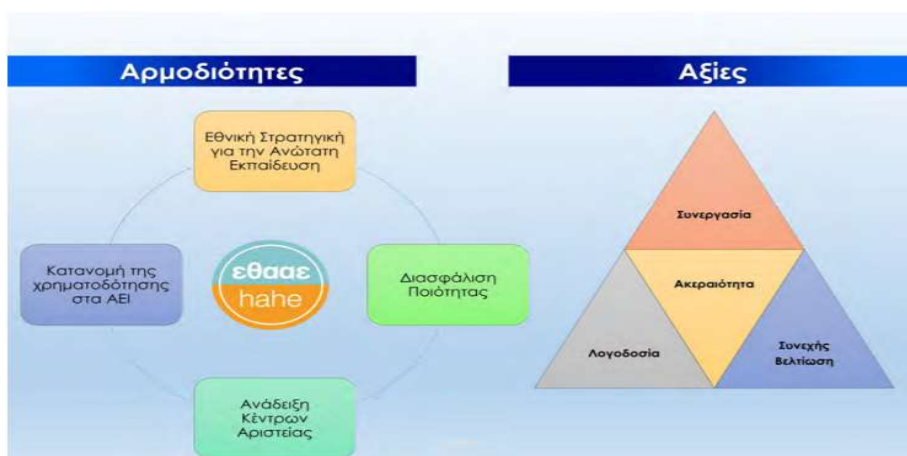 Αρμοδιότητες
Εθνική Στρατηγική
για την Ανώτατη
Εκπαίδευση
Κατανομή της
χρηματοδότησης
στα ΑΕΙ
εθααε
hahe
Διασφάλιση
Ποιότητας
Ανάδειξη
Κέντρων
Αριστείας
Αξίες
Συνεργασία
Ακεραιότητα
Λογοδοσία
Συνεχής
Βελτίωση